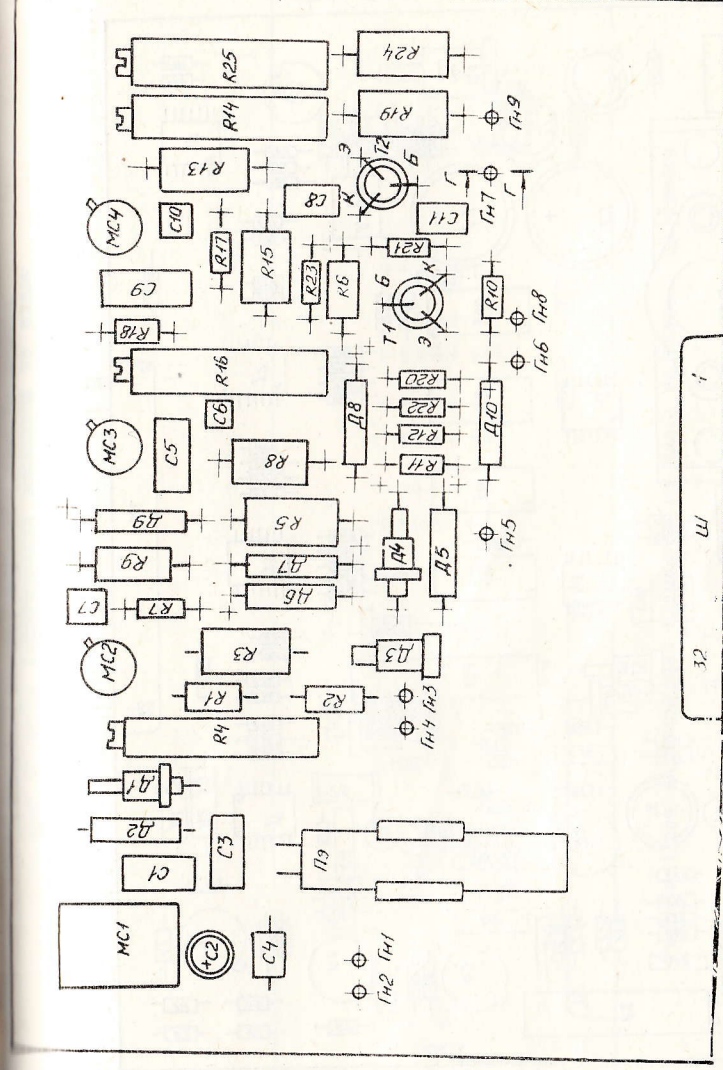 R25
R24
R14
R19
Гн9
R13
Э
Т2
Б
К
Г
Гн7
Г
МС4
С10
С8
С11
R17
R15
R21
С9
R23
К6
Б
К
R10
Т1
Э
Гн8
R18
R16
Гн6
R20
С6
Д8
R22
Д10
R12
МС3
С5
R8
R11
Д9
R5
Д4
Д5
Гн5
R9
Д7
Д6
С7
R7
МС2
R3
Д3
R1
R2
Гн3
Гн4
R4
Д1
Д2
С3
ПЭ
С1
МС1
+С2
С4
Гн1
Гн2
32
Ш
i